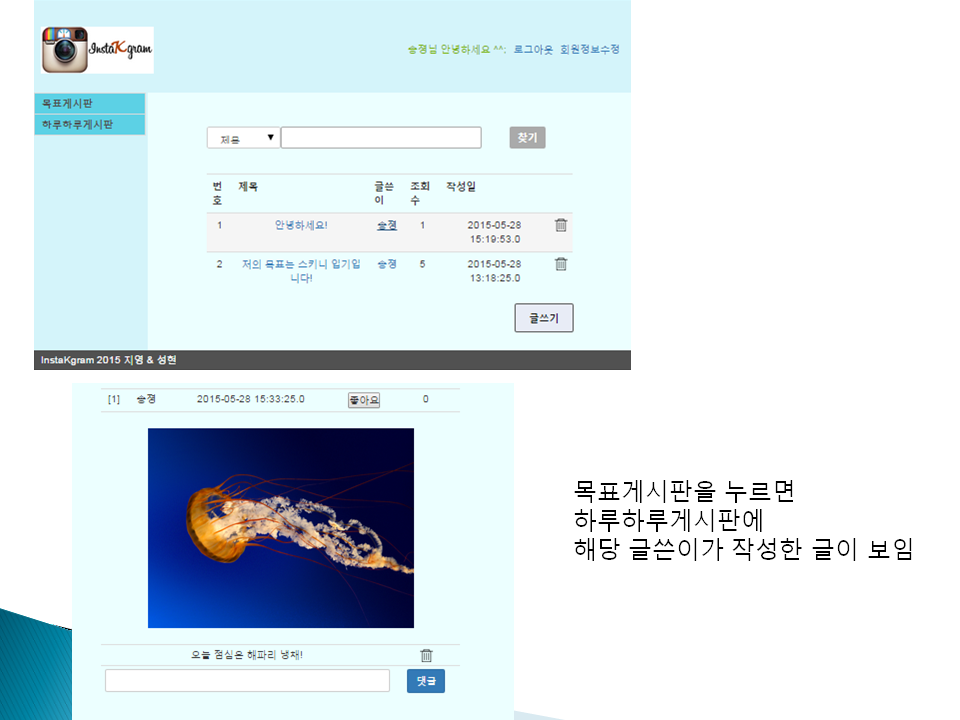 InstaKgram
송쪙님 안녕하세요 ^^; 로그아웃 회원정보수정
목표게시판
하루하루게시판
제목 ▼ 찾기
번호 제목 글쓴이 조회수 작성일
1 안녕하세요! 송쪙 1 2015-05-28 15:19:53.0
2 저의 목표는 스키니 입기입니다! 송쪙 5 2015-05-28 13:18:25.0
글쓰기
InstaKgram 2015 지영 & 성현
[1] 송쪙 2015-05-28 15:33:25.0 좋아요 0
오늘 점심은 해파리 냉채!
댓글
목표게시판을 누르면
하루하루게시판에
해당 글쓴이가 작성한 글이 보임